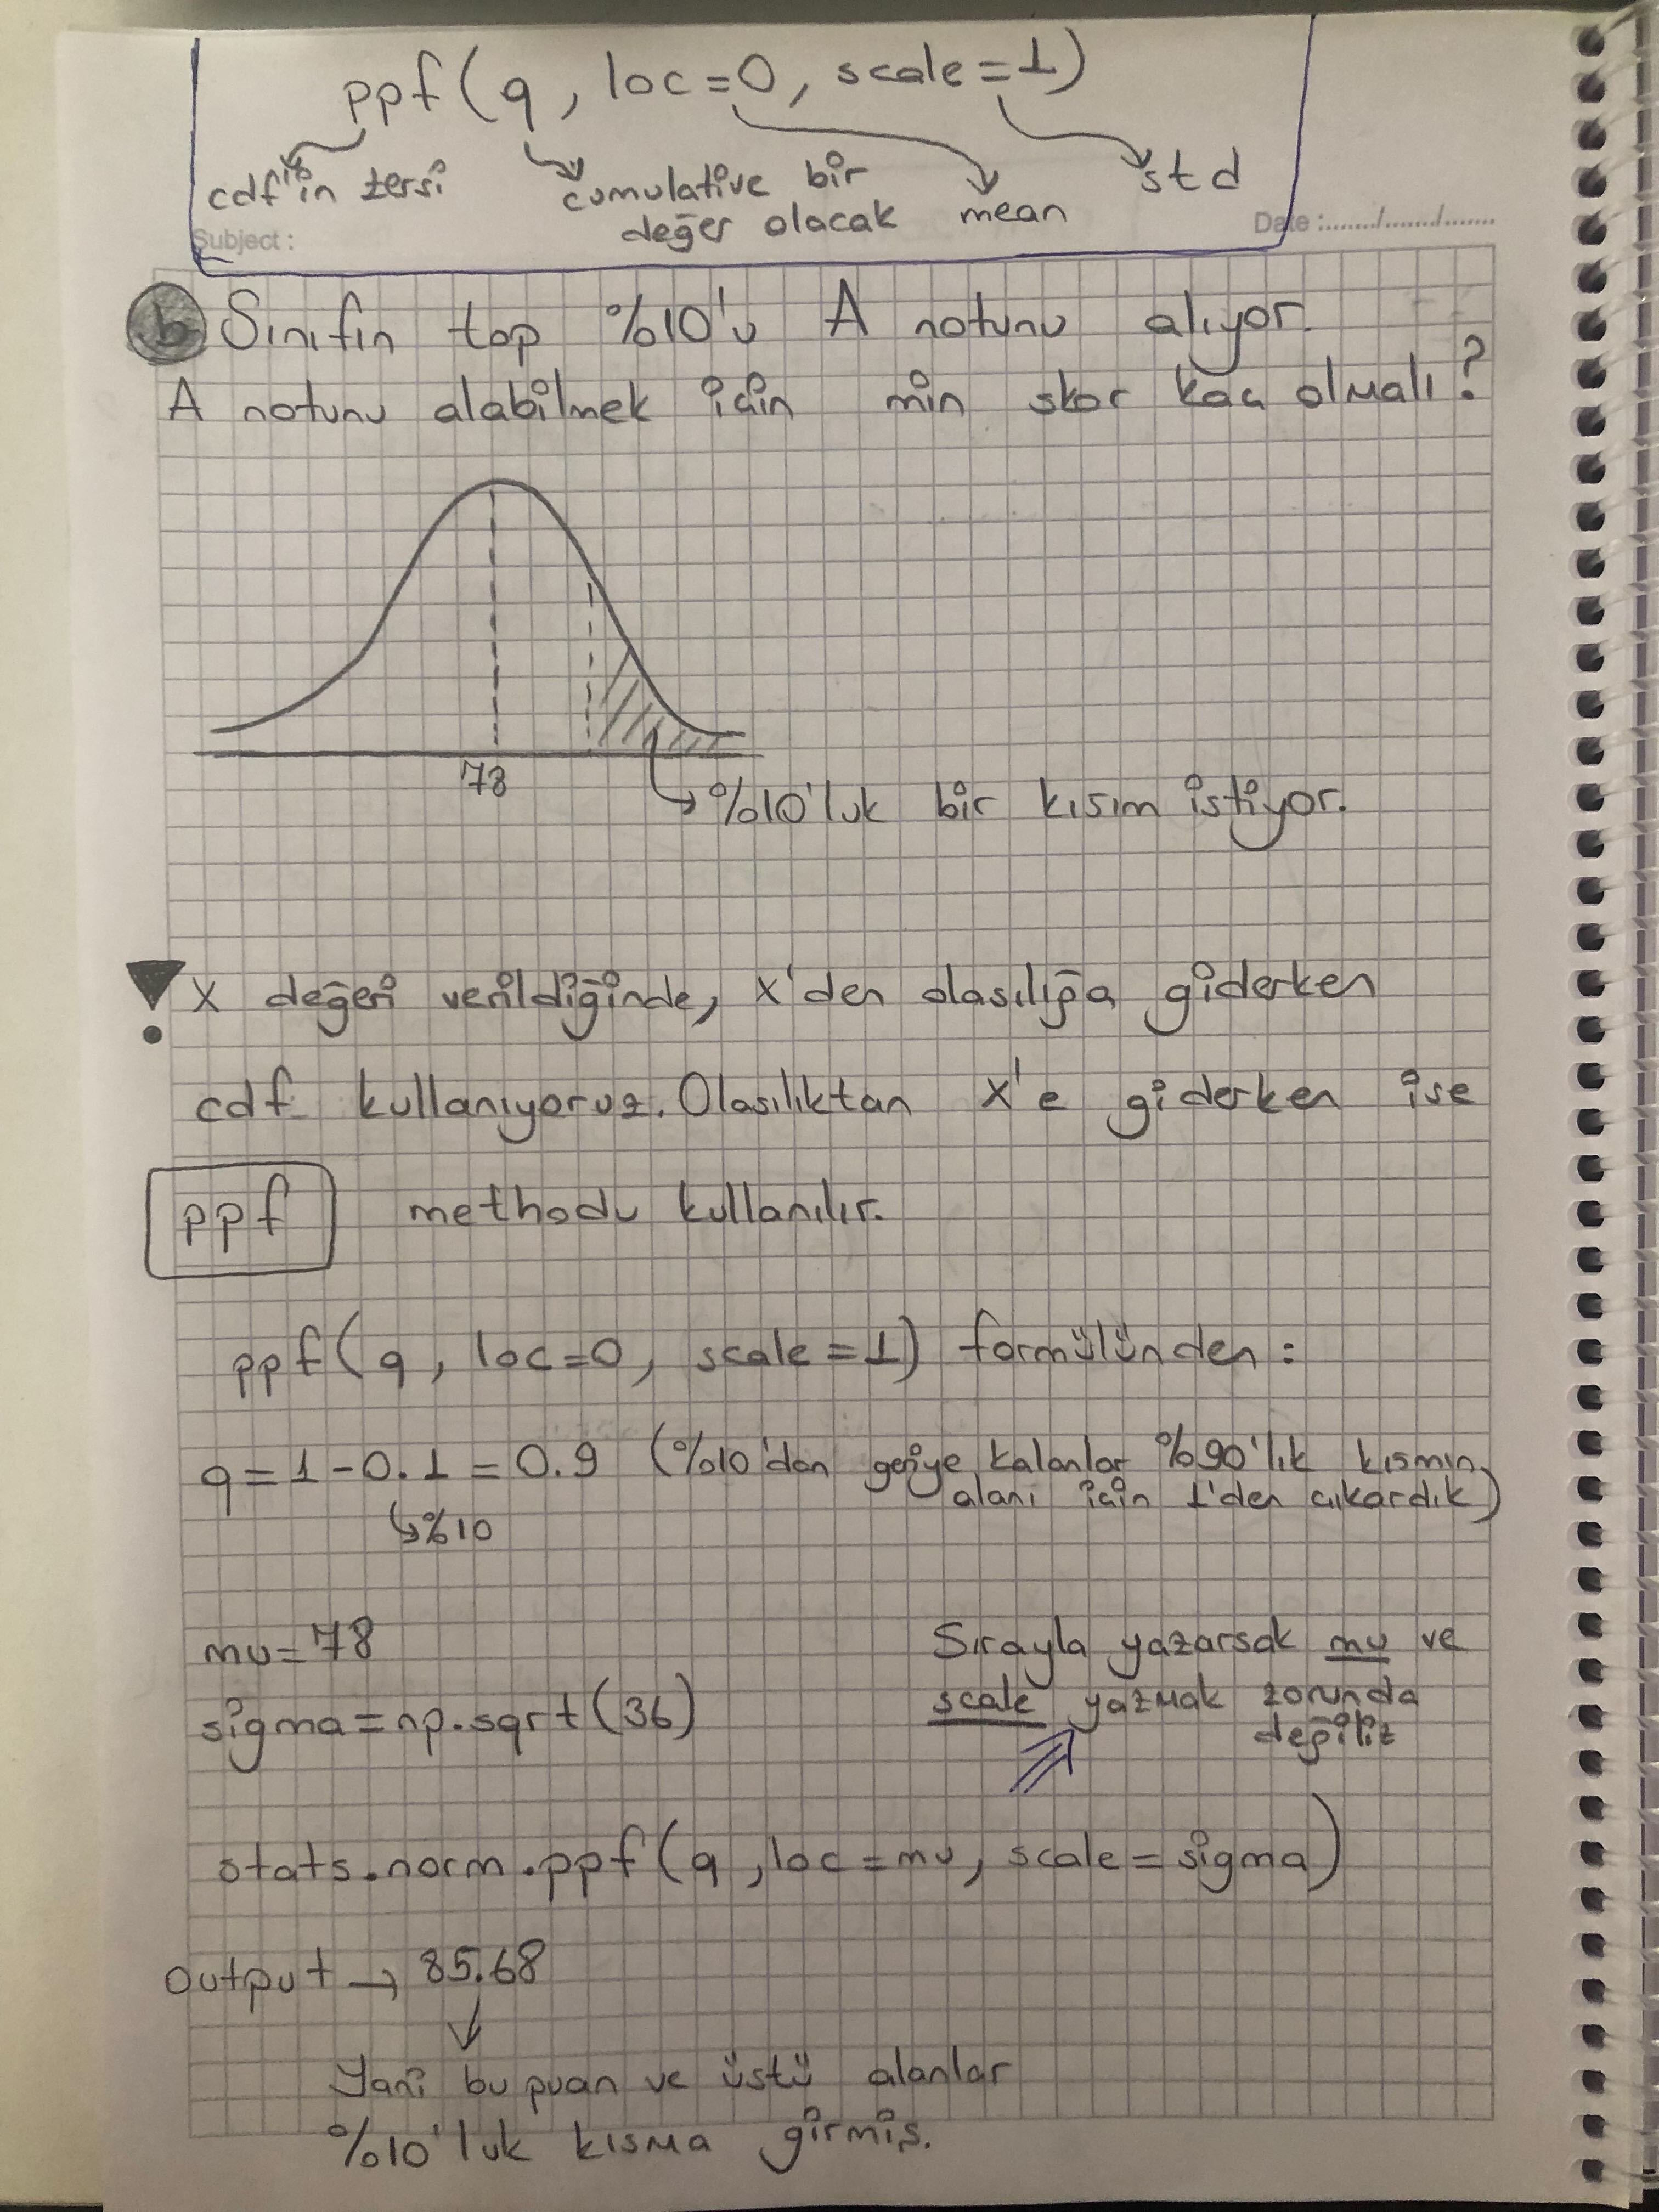 ppf(q, loc=0, scale=1)
cdf'in tersi
cumulative bir
değer olacak
mean
std
Subject :
Date :......./......./.......
b) Sınıfın top %10'u A notunu alıyor.
A notunu alabilmek için min skor kaç olmalı?
78
↳ %10'luk bir kısım istiyor.
X değeri verildiğinde, X'den olasılığa giderken
cdf kullanıyoruz. Olasılıktan X'e giderken ise
ppf methodu kullanılır.
ppf(q, loc=0, scale=1) formülünden:
q=1-0.1=0.9 (%10'dan geriye kalanlar %90'lık kısmın
alanı için 1'den çıkardık)
↳%10
mu=78
sigma=np.sqrt(36)
Sırayla yazarsak mu ve
scale yazmak zorunda
değiliz
stats.norm.ppf(q, loc=mu, scale=sigma)
Output → 85.68
Yani bu puan ve üstü alanlar
%10'luk kısma girmiş.